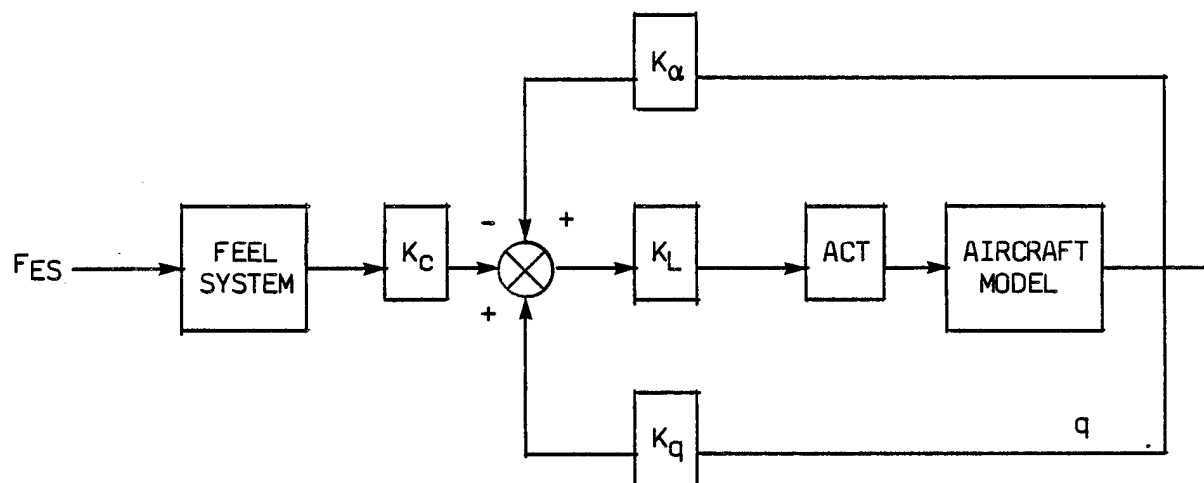 Kα
- +
FES
FEEL
SYSTEM
KC
KL
ACT
AIRCRAFT
MODEL
+
Kq
q